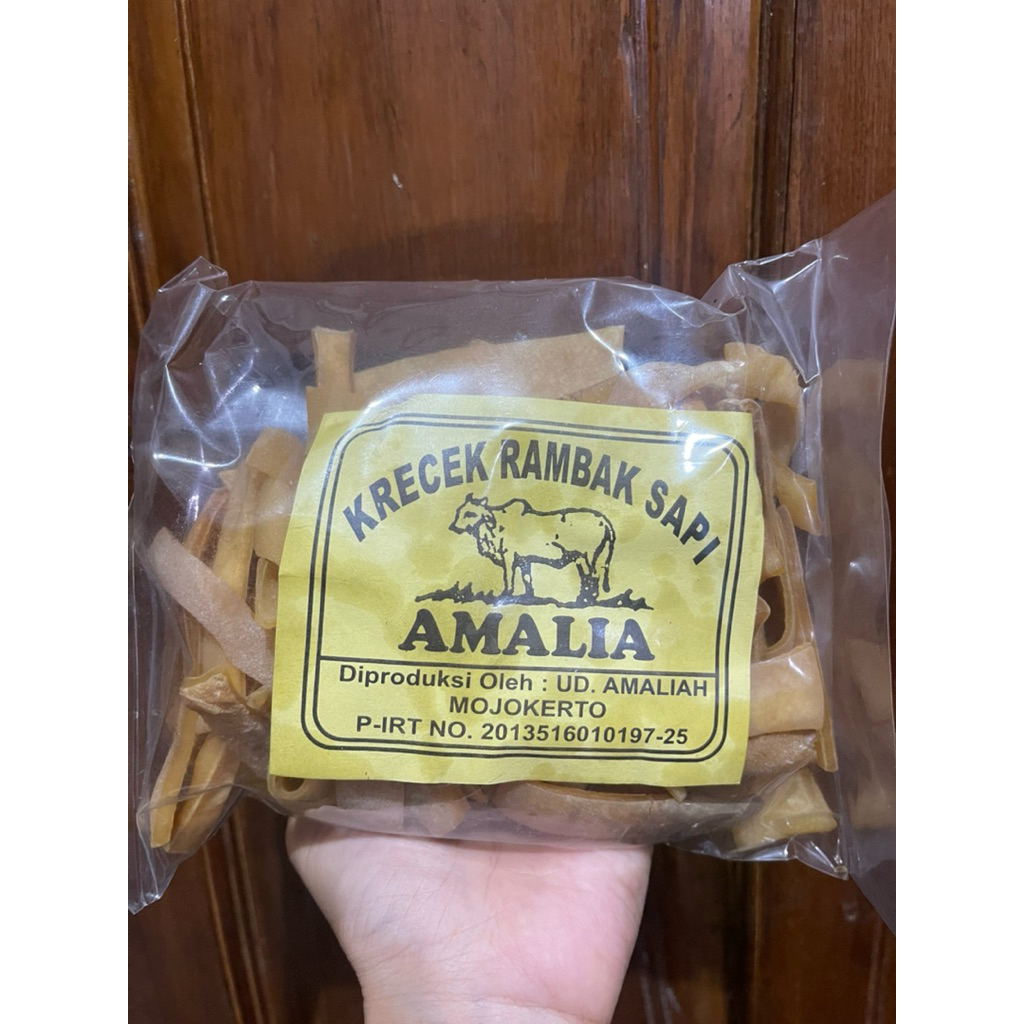 KRECEK RAMBAK SAPI
AMALIA
Diproduksi Oleh : UD. AMALIAH
MOJOKERTO
P-IRT NO. 2013516010197-25